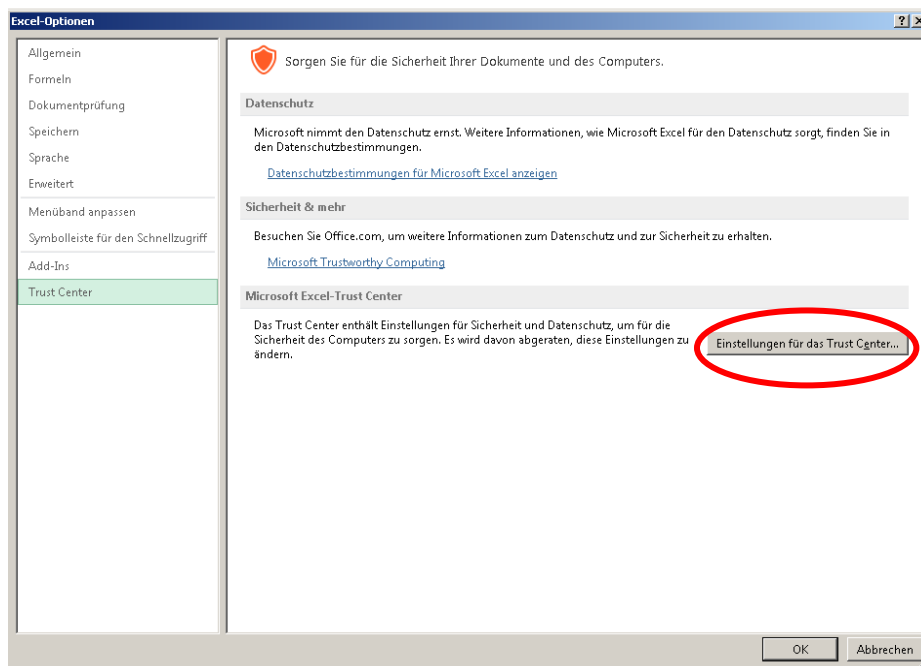 Excel-Optionen
Allgemein
Formeln
Dokumentprüfung
Speichern
Sprache
Erweitert
Menüband anpassen
Symbolleiste für den Schnellzugriff
Add-Ins
Trust Center
Sorgen Sie für die Sicherheit Ihrer Dokumente und des Computers.
Datenschutz
Microsoft nimmt den Datenschutz ernst. Weitere Informationen, wie Microsoft Excel für den Datenschutz sorgt, finden Sie in
den Datenschutzbestimmungen.
Datenschutzbestimmungen für Microsoft Excel anzeigen
Sicherheit & mehr
Besuchen Sie Office.com, um weitere Informationen zum Datenschutz und zur Sicherheit zu erhalten.
Microsoft Trustworthy Computing
Microsoft Excel-Trust Center
Das Trust Center enthält Einstellungen für Sicherheit und Datenschutz, um für die
Sicherheit des Computers zu sorgen. Es wird davon abgeraten, diese Einstellungen zu
ändern.
Einstellungen für das Trust Center...
OK
Abbrechen